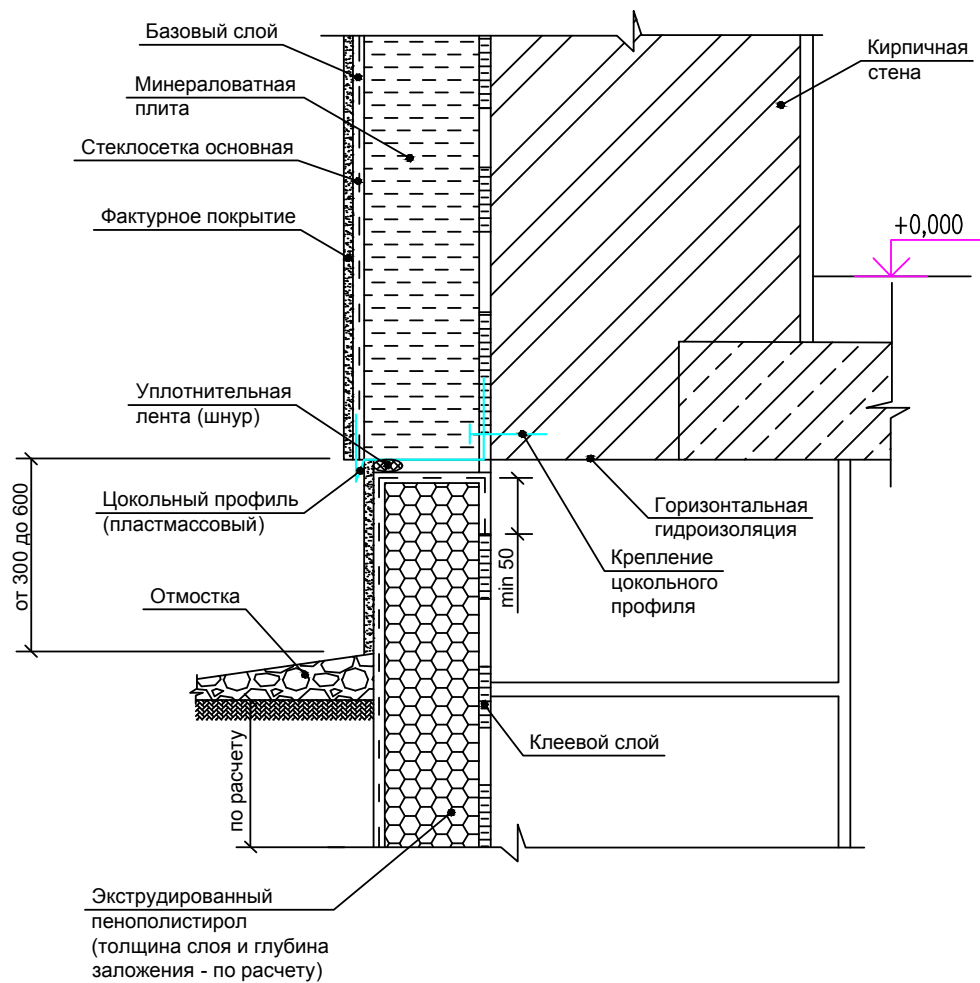 Базовый слой
Минераловатная
плита
Стеклосетка основная
Фактурное покрытие
Кирпичная
стена
+0,000
Уплотнительная
лента (шнур)
Цокольный профиль
(пластмассовый)
от 300 до 600
Отмостка
Горизонтальная
гидроизоляция
min 50
Крепление
цокольного
профиля
Клеевой слой
по расчету
Экструдированный
пенополистирол
(толщина слоя и глубина
заложения - по расчету)